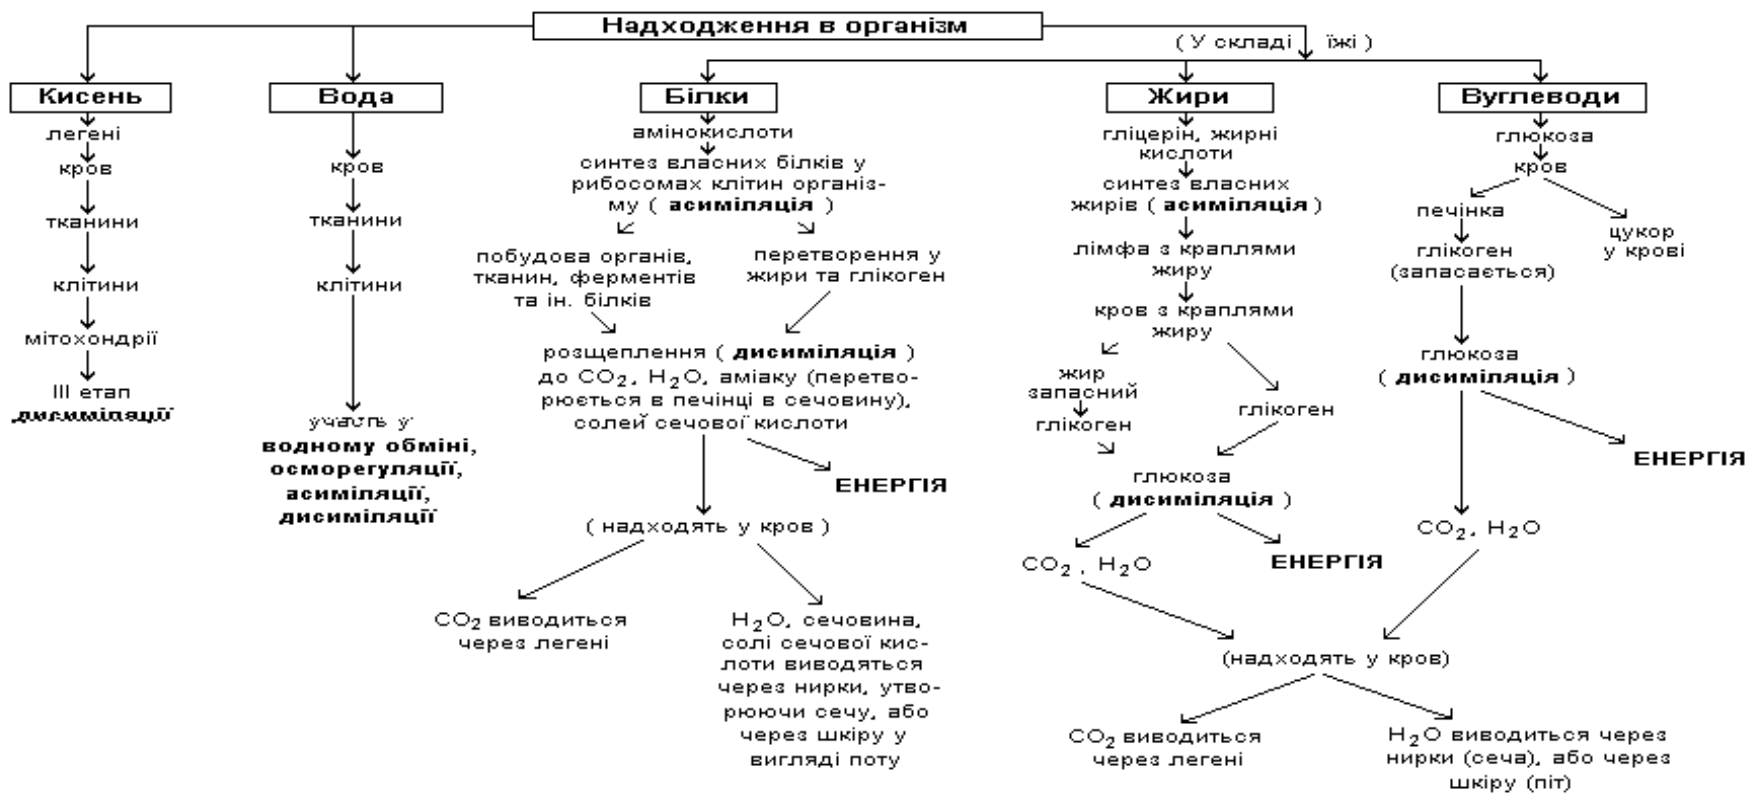 Надходження в організм
( У складі їжі )
Кисень
легені
кров
тканини
клітини
мітохондрії
III етап
дисиміляції
Вода
кров
тканини
клітини
участь у
водному обміні,
осморегуляції,
асиміляції,
дисиміляції
Білки
амінокислоти
синтез власних білків у
рибосомах клітин організ-
му ( асиміляція )
побудова органів,
тканин, ферментів
та ін. білків
перетворення у
жири та глікоген
розщеплення ( дисиміляція )
до CO₂, H₂O, аміаку (перетво-
рюється в печінці в сечовину),
солей сечової кислоти
ЕНЕРГІЯ
( надходять у кров )
CO₂ виводиться
через легені
H₂O, сечовина,
солі сечової кис-
лоти виводяться
через нирки, утво-
рюючи сечу, або
через шкіру у
вигляді поту
Жири
гліцерін, жирні
кислоти
синтез власних
жирів ( асиміляція )
лімфа з краплями
жиру
кров з краплями
жиру
жир
запасний
глікоген
глікоген
глюкоза
( дисиміляція )
CO₂ , H₂O
ЕНЕРГІЯ
Вуглеводи
глюкоза
кров
печінка
глікоген
(запасається)
цукор
у крові
глюкоза
( дисиміляція )
ЕНЕРГІЯ
CO₂, H₂O
(надходять у кров)
CO₂ виводиться
через легені
H₂O виводиться через
нирки (сеча), або через
шкіру (піт)